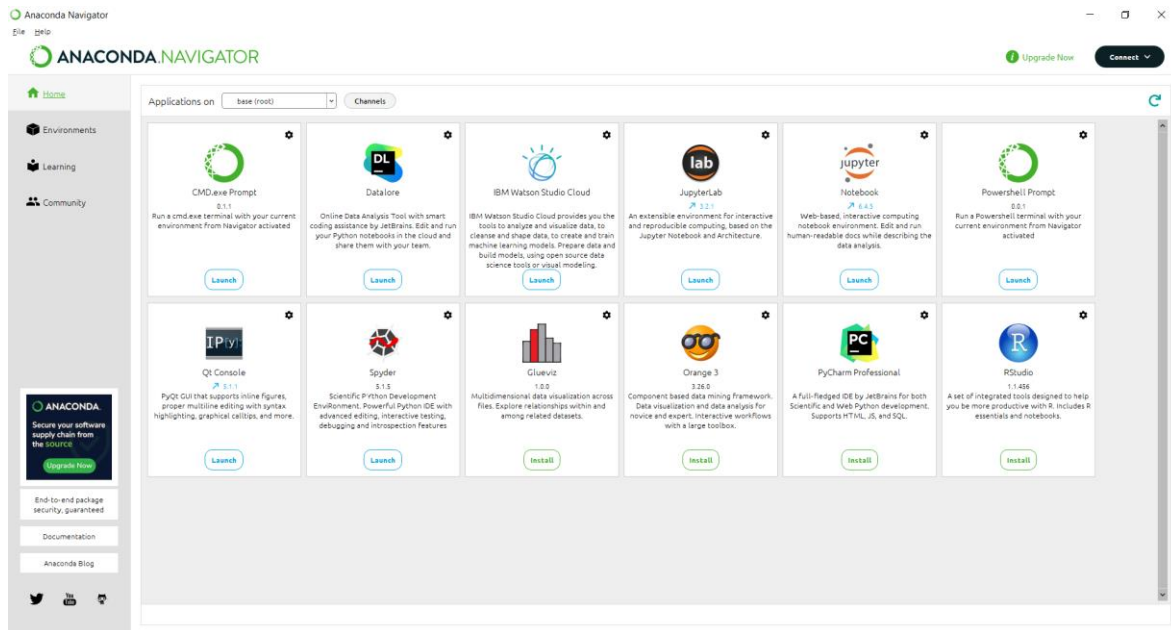 Anaconda Navigator
File Help
ANACONDA.NAVIGATOR
Upgrade Now
Connect
Home
Environments
Learning
Community
Applications on base (root) Channels
CMD.exe Prompt
0.1.1
Run a cmd.exe terminal with your current
environment from Navigator activated
Launch
DL
Datalore
Online Data Analysis Tool with smart
coding assistance by JetBrains. Edit and run
your Python notebooks in the cloud and
share them with your team.
Launch
IBM Watson Studio Cloud
IBM Watson Studio Cloud provides you the
tools to analyze and visualize data, to
cleanse and shape data, to create and train
machine learning models. Prepare data and
build models, using open source data
science tools or visual modeling.
Launch
lab
JupyterLab
3.2.1
An extensible environment for interactive
and reproducible computing, based on the
Jupyter Notebook and Architecture.
Launch
jupyter
Notebook
6.4.5
Web-based, interactive computing
notebook environment. Edit and run
human-readable docs while describing the
data analysis.
Launch
Powershell Prompt
0.0.1
Run a Powershell terminal with your
current environment from Navigator
activated
Launch
IP[y]:
Qt Console
5.1.1
PyQt GUI that supports inline figures,
proper multiline editing with syntax
highlighting, graphical calltips, and more.
Launch
Spyder
5.1.5
Scientific PYthon Development
EnviRonment. Powerful Python IDE with
advanced editing, interactive testing,
debugging and introspection features
Launch
Glueviz
1.0.0
Multidimensional data visualization across
files. Explore relationships within and
among related datasets.
Install
Orange 3
3.26.0
Component based data mining framework.
Data visualization and data analysis for
novice and expert. Interactive workflows
with a large toolbox.
Install
PC
PyCharm Professional
A full-fledged IDE by JetBrains for both
Scientific and Web Python development.
Supports HTML, JS, and SQL.
Install
R
RStudio
1.1.456
A set of integrated tools designed to help
you be more productive with R. Includes R
essentials and notebooks.
Install
ANACONDA.
Secure your software
supply chain from
the source
Upgrade Now
End-to-end package
security, guaranteed
Documentation
Anaconda Blog
You
Tube